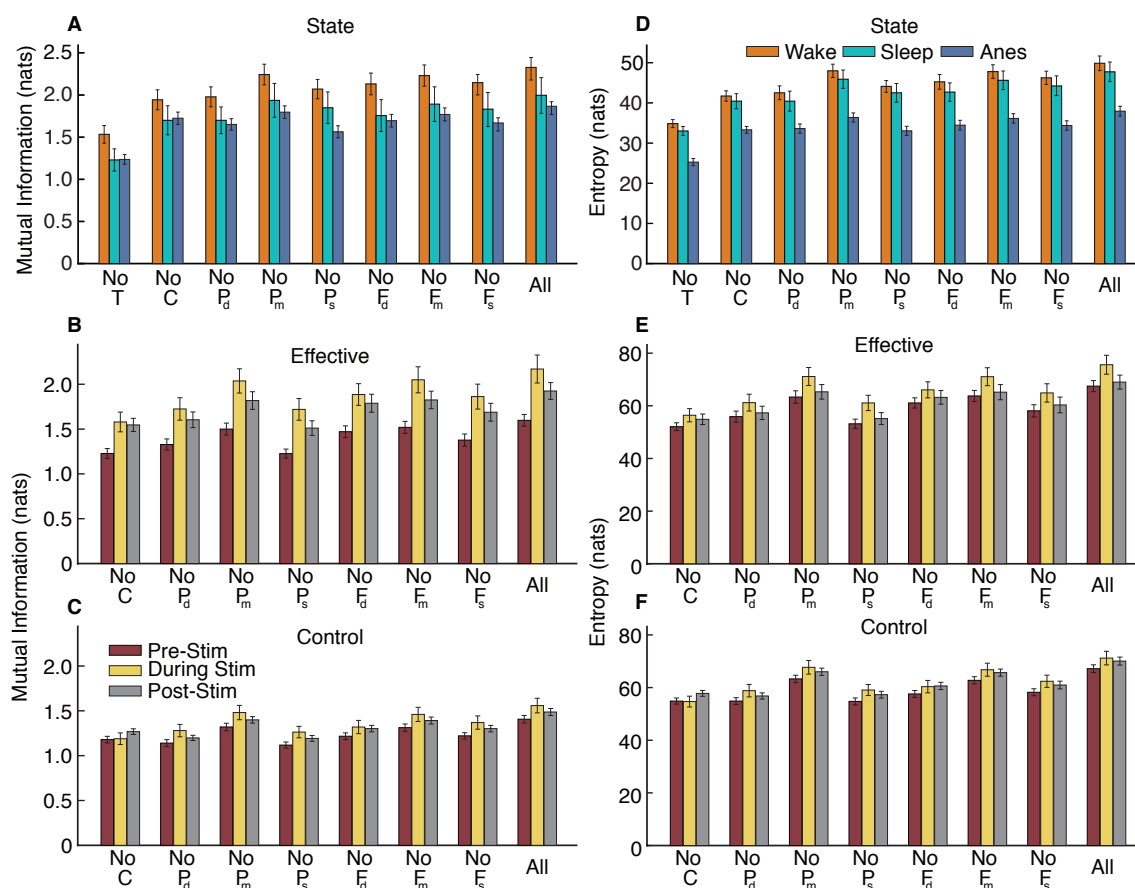 A
State
Mutual Information (nats)
2.5
2.0
1.5
1.0
0.5
0
No No No No No No No No All
T C Pd Pm Ps Fd Fm Fs
D
State
Wake Sleep Anes
Entropy (nats)
50
40
30
20
10
0
No No No No No No No No All
T C Pd Pm Ps Fd Fm Fs
B
Effective
Mutual Information (nats)
2.0
1.5
1.0
0.5
0
No No No No No No No All
C Pd Pm Ps Fd Fm Fs
E
Effective
Entropy (nats)
80
60
40
20
0
No No No No No No No All
C Pd Pm Ps Fd Fm Fs
C
Control
Pre-Stim
During Stim
Post-Stim
2.0
1.5
1.0
0.5
0
No No No No No No No All
C Pd Pm Ps Fd Fm Fs
F
Control
80
60
40
20
0
No No No No No No No All
C Pd Pm Ps Fd Fm Fs